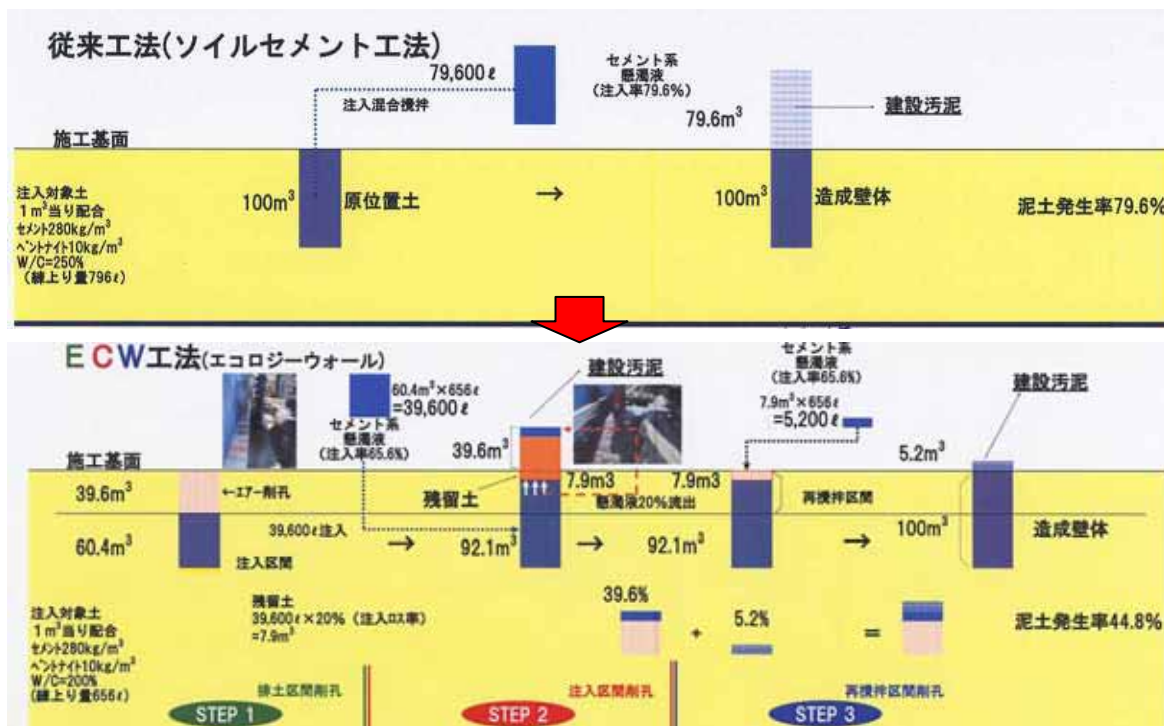 従来工法(ソイルセメント工法)
79,600ℓ
セメント系
懸濁液
(注入率79.6%)
注入混合攪拌
79.6m³
建設汚泥
施工基面
注入対象土
1m³当り配合
セメント280kg/m³
ベントナイト10kg/m³
W/C=250%
(練上り量796ℓ)
100m³
原位置土
→
100m³
造成壁体
泥土発生率79.6%
ECW工法(エコロジーウォール)
60.4m³×656ℓ
=39,600ℓ
セメント系
懸濁液
(注入率65.6%)
建設汚泥
セメント系
懸濁液
(注入率65.6%)
7.9m³×656ℓ
=5,200ℓ
建設汚泥
施工基面
39.6m³
←エアー削孔
60.4m³
39,600ℓ注入
注入区間
→
39.6m³
残留土
7.9m3
懸濁液20%流出
92.1m³
→
7.9m3
92.1m³
再攪拌区間
→
5.2m³
100m³
造成壁体
残留土
39,600ℓ×20% (注入ロス率)
=7.9m³
39.6%
+
5.2%
=
泥土発生率44.8%
注入対象土
1m³当り配合
セメント280kg/m³
ベントナイト10kg/m³
W/C=200%
(練上り量656ℓ)
排土区間削孔
STEP 1
注入区間削孔
STEP 2
再攪拌区間削孔
STEP 3